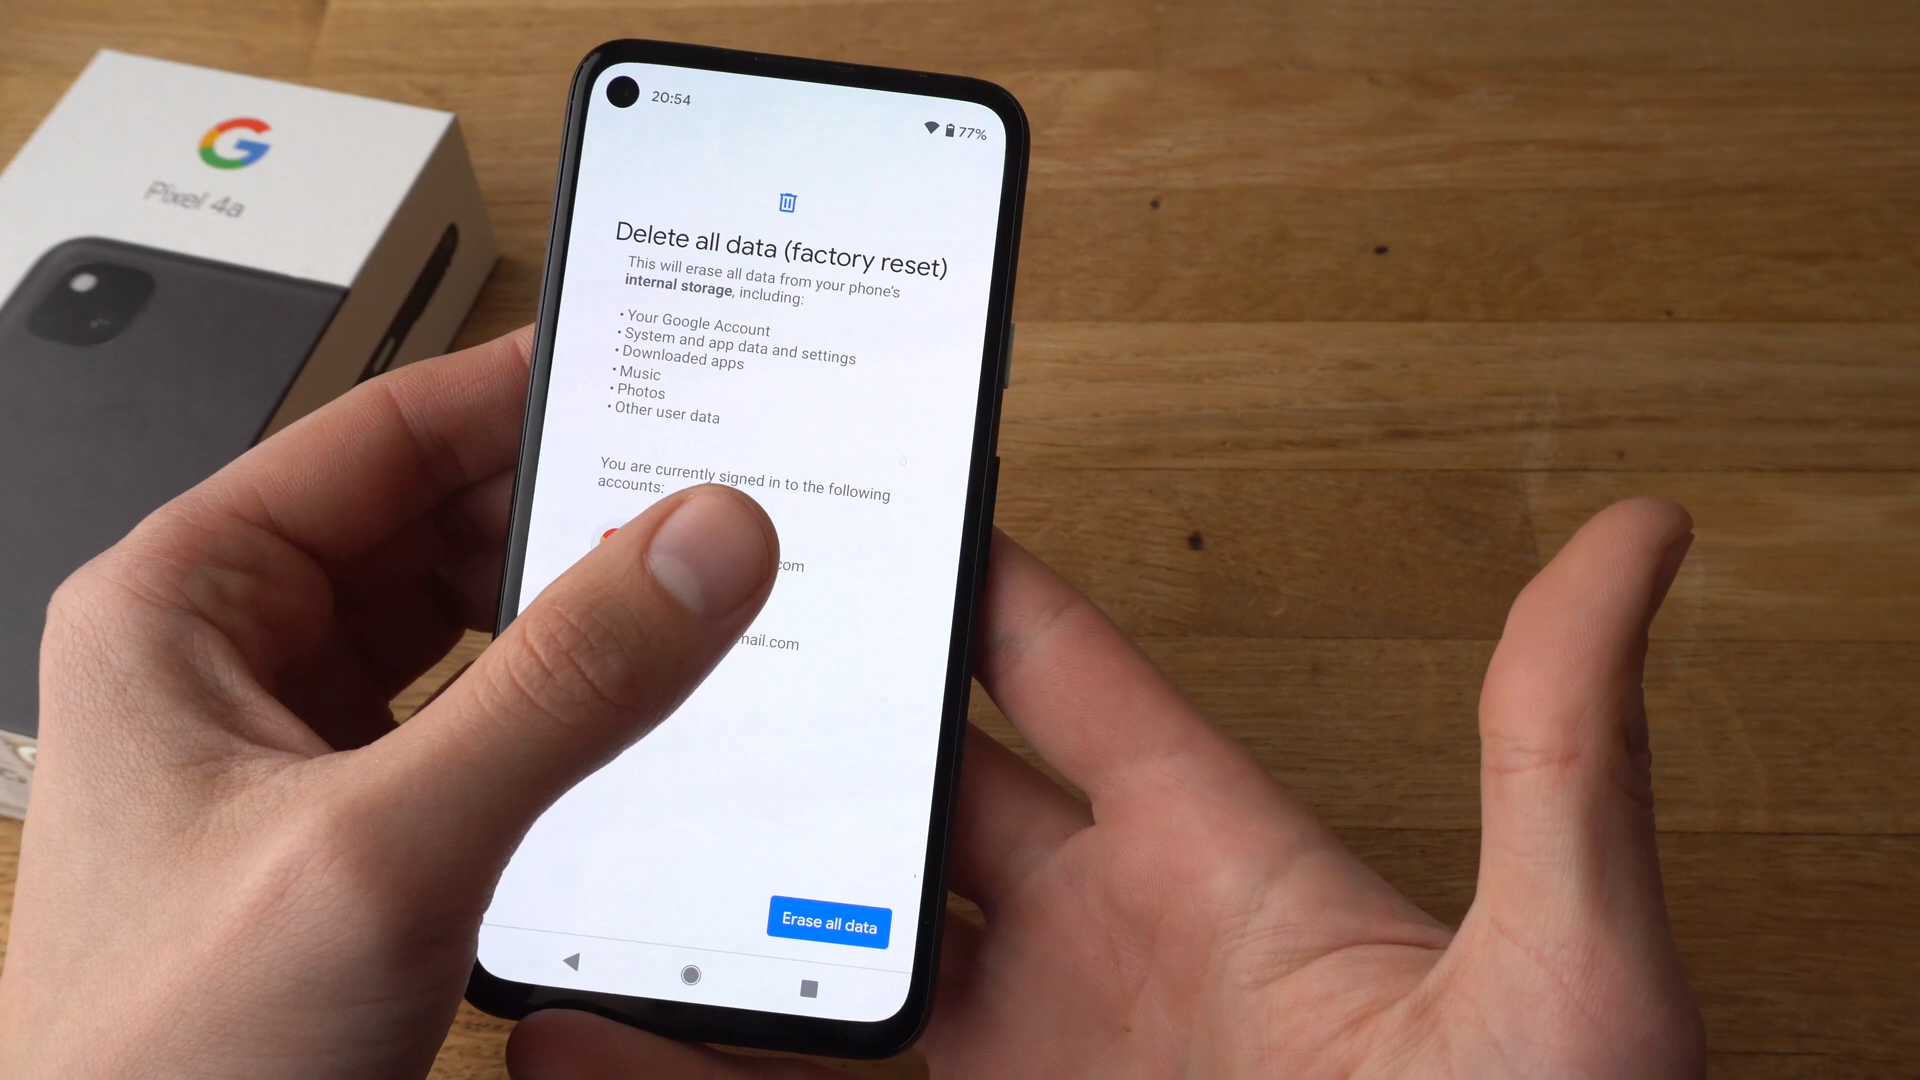 G
Pixel 4a
20:54
77%
Delete all data (factory reset)
This will erase all data from your phone's
internal storage, including:
• Your Google Account
• System and app data and settings
• Downloaded apps
• Music
• Photos
• Other user data
You are currently signed in to the following
accounts:
com
mail.com
Erase all data